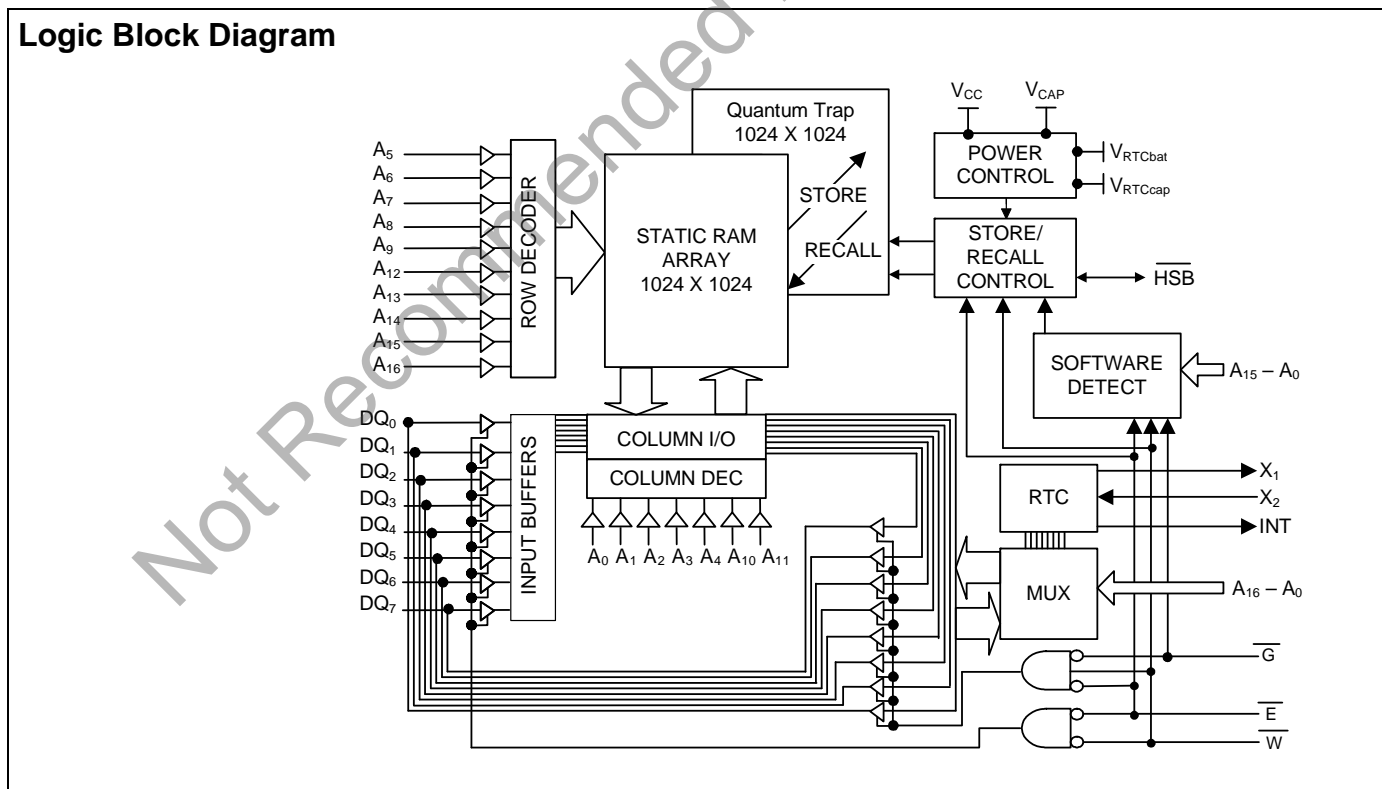 Logic Block Diagram
Not Recommended
Quantum Trap
1024 X 1024
STORE
RECALL
STATIC RAM
ARRAY
1024 X 1024
ROW DECODER
A5
A6
A7
A8
A9
A12
A13
A14
A15
A16
VCC
VCAP
POWER
CONTROL
VRTCbat
VRTCcap
STORE/
RECALL
CONTROL
HSB
SOFTWARE
DETECT
A15 – A0
DQ0
DQ1
DQ2
DQ3
DQ4
DQ5
DQ6
DQ7
INPUT BUFFERS
COLUMN I/O
COLUMN DEC
A0 A1 A2 A3 A4 A10 A11
RTC
X1
X2
INT
MUX
A16 – A0
G
E
W